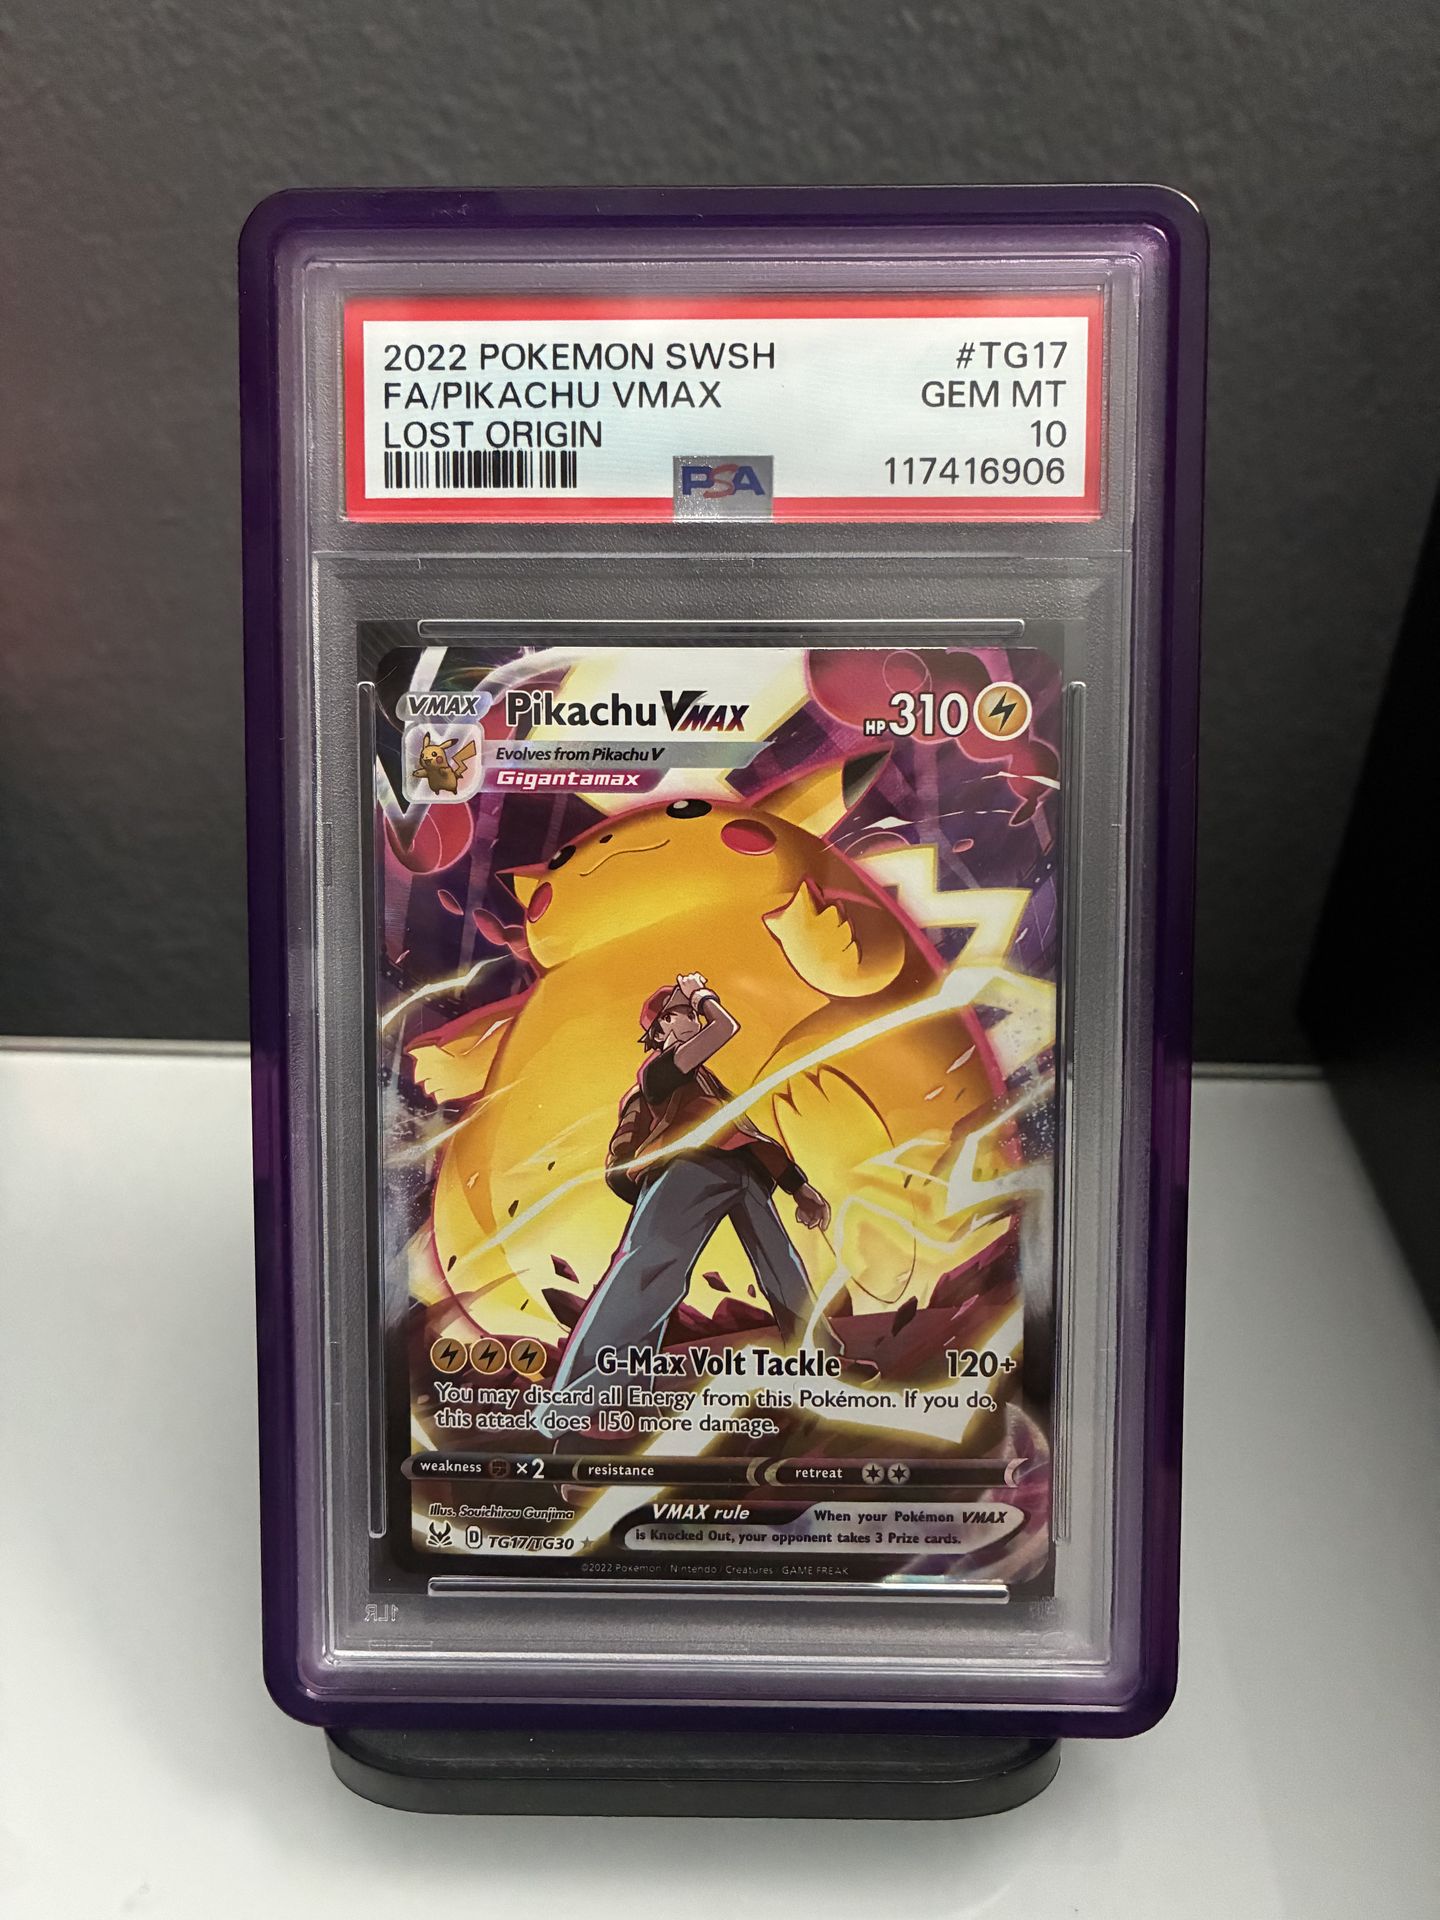 2022 POKEMON SWSH #TG17
FA/PIKACHU VMAX GEM MT
LOST ORIGIN 10
PSA 117416906
VMAX Pikachu VMAX HP 310
Evolves from Pikachu V
Gigantamax
G-Max Volt Tackle 120+
You may discard all Energy from this Pokémon. If you do,
this attack does 150 more damage.
weakness ×2 resistance retreat
Illus. Souichirou Gunjima
VMAX rule When your Pokémon VMAX
is Knocked Out, your opponent takes 3 Prize cards.
D TG17/TG30
©2022 Pokémon / Nintendo / Creatures / GAME FREAK
1LR